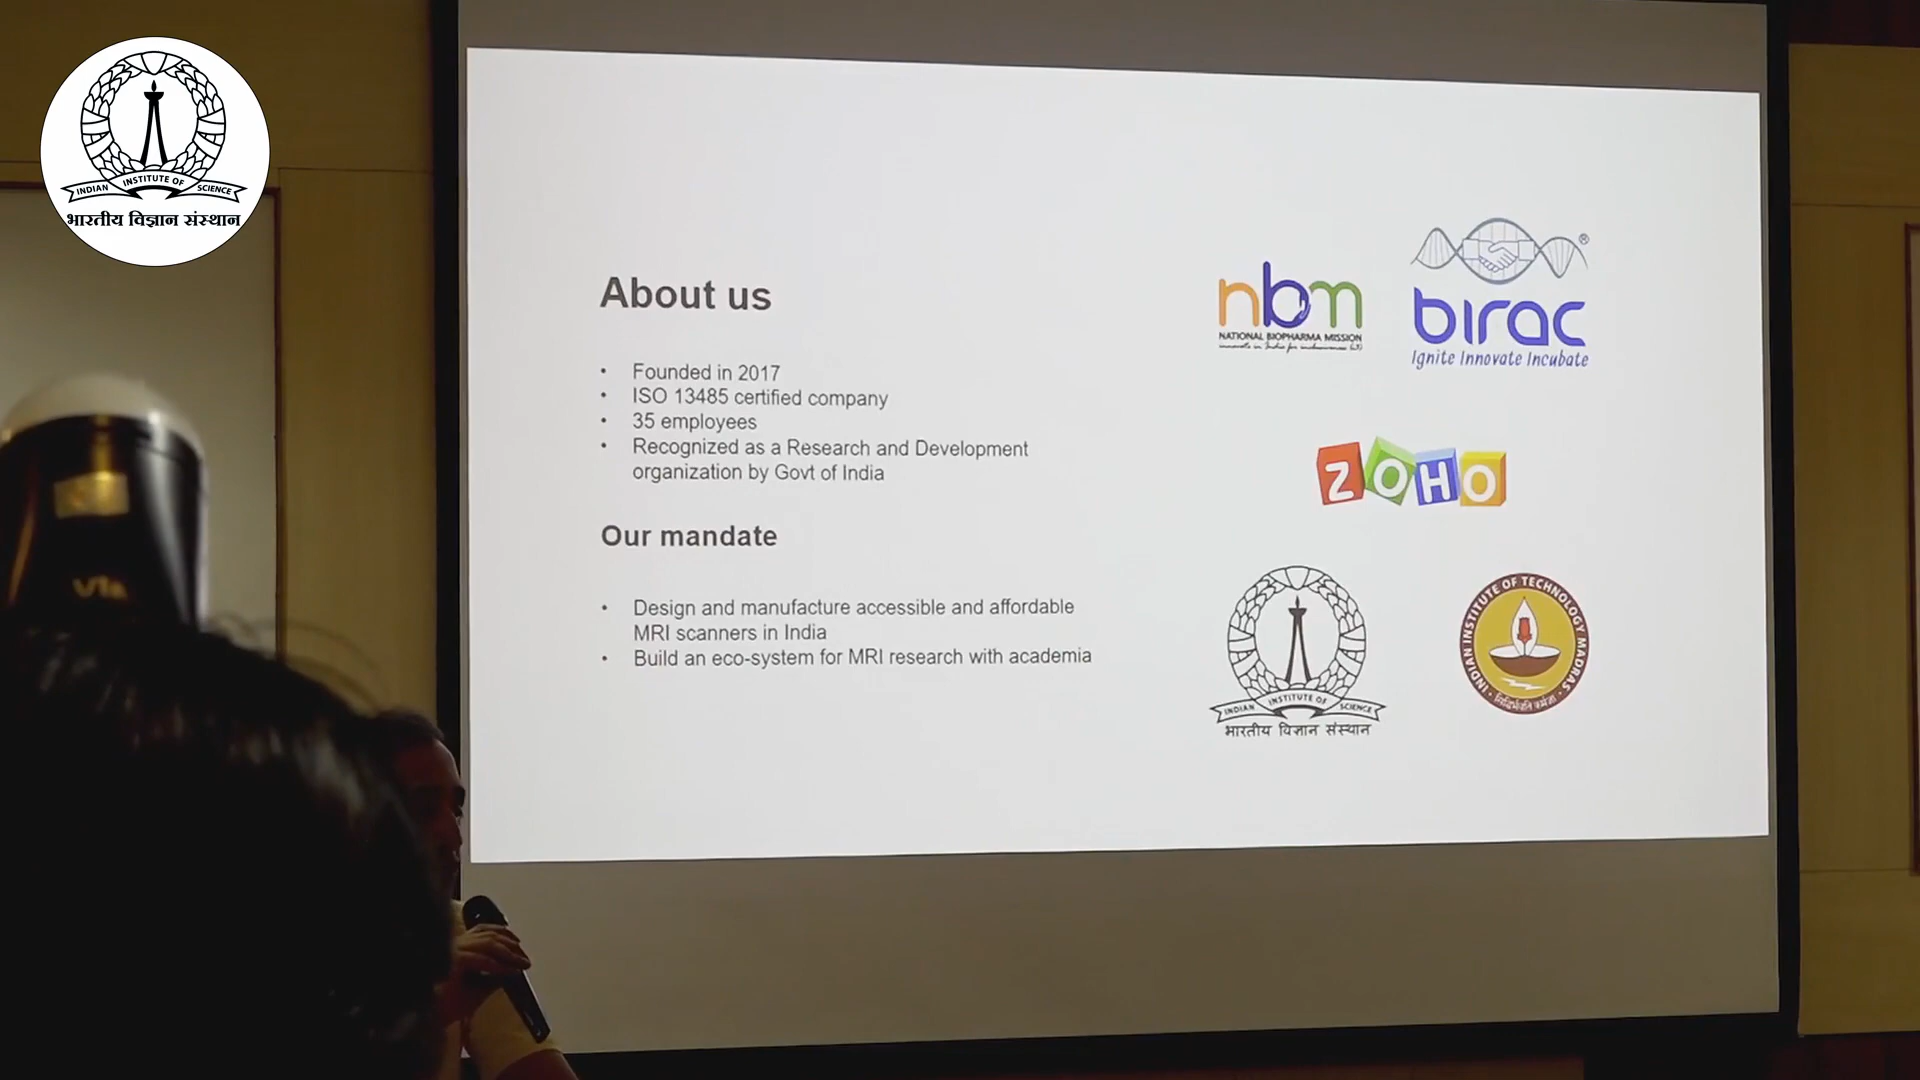 INDIAN INSTITUTE OF SCIENCE
भारतीय विज्ञान संस्थान
About us
• Founded in 2017
• ISO 13485 certified company
• 35 employees
• Recognized as a Research and Development
organization by Govt of India
Our mandate
• Design and manufacture accessible and affordable
MRI scanners in India
• Build an eco-system for MRI research with academia
nbm
NATIONAL BIOPHARMA MISSION
®
birac
Ignite Innovate Incubate
ZOHO
INDIAN INSTITUTE OF SCIENCE
भारतीय विज्ञान संस्थान
INDIAN INSTITUTE OF TECHNOLOGY MADRAS